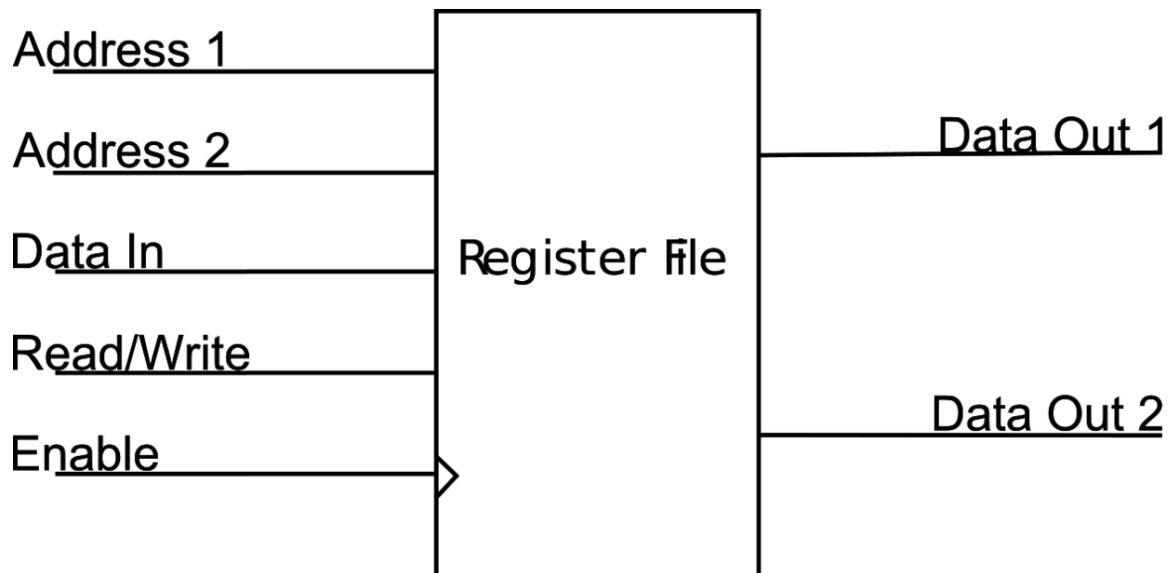 Address 1
Address 2
Data In
Read/Write
Enable
Register File
Data Out 1
Data Out 2